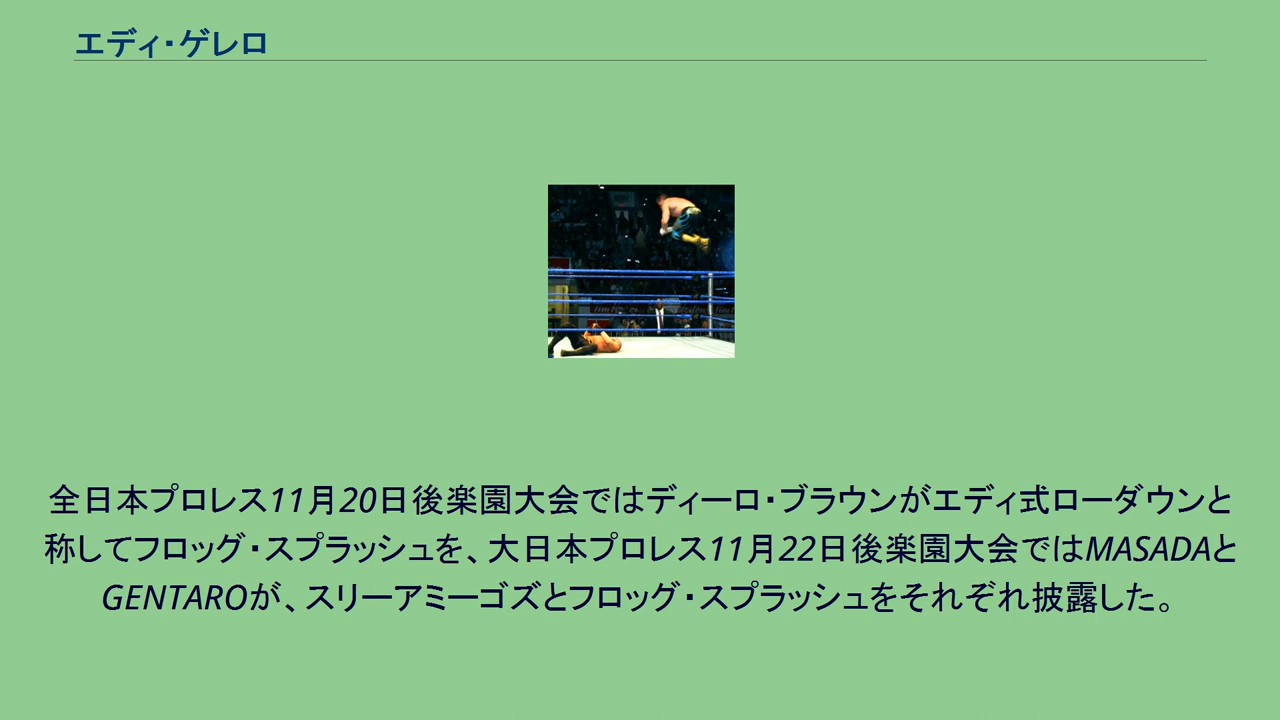 エディ・ゲレロ
全日本プロレス11月20日後楽園大会ではディーロ・ブラウンがエディ式ローダウンと
称してフロッグ・スプラッシュを、大日本プロレス11月22日後楽園大会ではMASADAと
GENTAROが、スリーアミーゴズとフロッグ・スプラッシュをそれぞれ披露した。